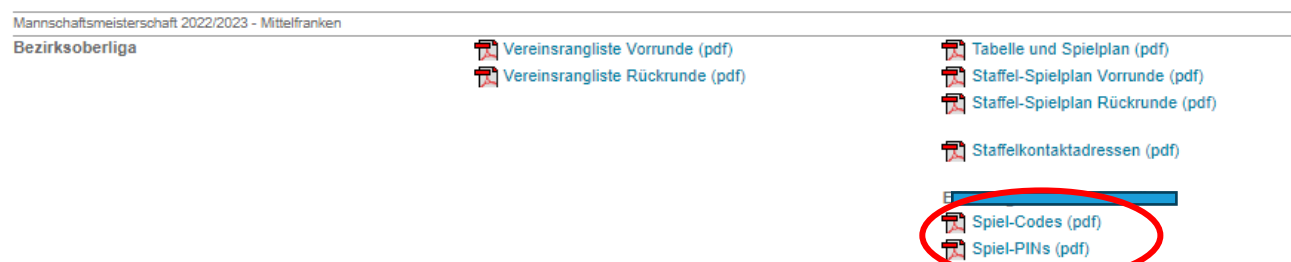 Mannschaftsmeisterschaft 2022/2023 - Mittelfranken
Bezirksoberliga
Vereinsrangliste Vorrunde (pdf)
Vereinsrangliste Rückrunde (pdf)
Tabelle und Spielplan (pdf)
Staffel-Spielplan Vorrunde (pdf)
Staffel-Spielplan Rückrunde (pdf)
Staffelkontaktadressen (pdf)
Spiel-Codes (pdf)
Spiel-PINs (pdf)